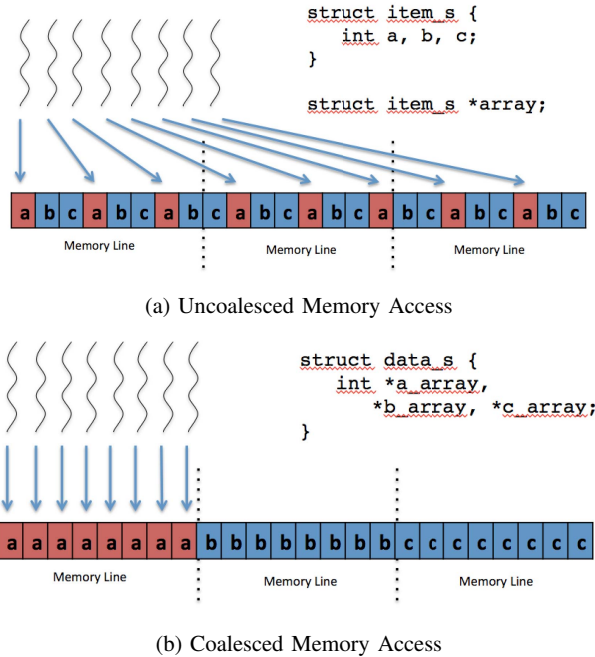 struct item_s {
int a, b, c;
}
struct item_s *array;
a b c a b c a b c a b c a b c a b c a b c a b c
Memory Line Memory Line Memory Line
(a) Uncoalesced Memory Access
struct data_s {
int *a_array,
*b_array, *c_array;
}
a a a a a a a a b b b b b b b b c c c c c c c c
Memory Line Memory Line Memory Line
(b) Coalesced Memory Access